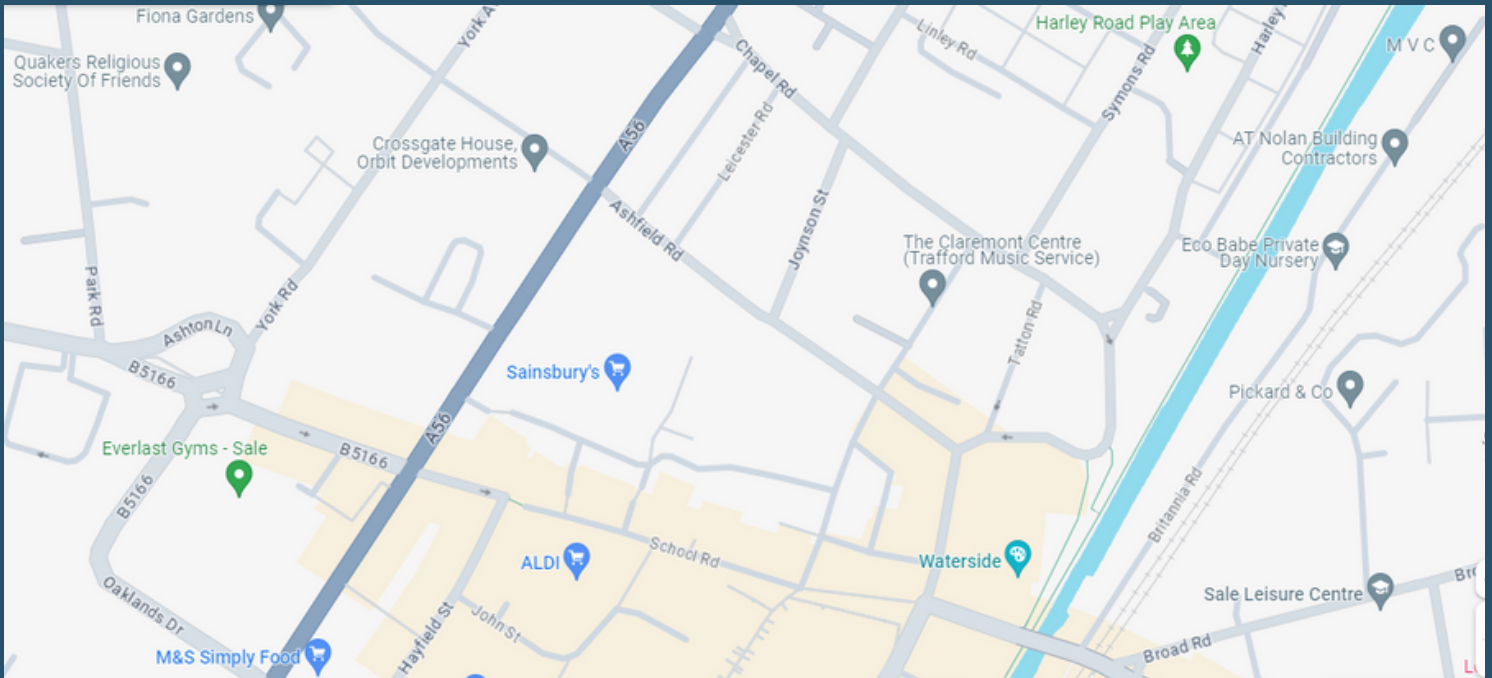 Fiona Gardens
York A
Harley Road Play Area
Harley
Linley Rd
M V C
Quakers Religious
Society Of Friends
Chapel Rd
Symons Rd
A56
Leicester Rd
Crossgate House,
Orbit Developments
AT Nolan Building
Contractors
Ashfield Rd
Joynson St
The Claremont Centre
(Trafford Music Service)
Eco Babe Private
Day Nursery
Park Rd
York Rd
Ashton Ln
Tatton Rd
B5166
Sainsbury's
Pickard & Co
A56
Everlast Gyms - Sale
B5166
B5166
Britannia Rd
School Rd
ALDI
Waterside
Sale Leisure Centre
Bro
Oaklands Dr
John St
Hayfield St
M&S Simply Food
Broad Rd